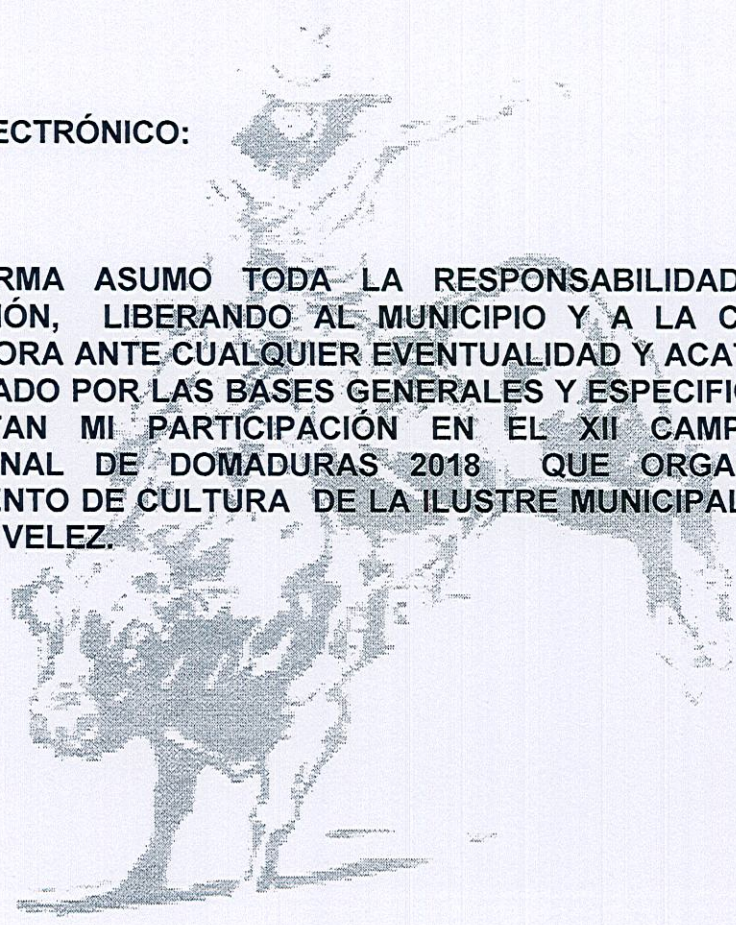 ECTRÓNICO:
RMA ASUMO TODA LA RESPONSABILIDAD
IÓN, LIBERANDO AL MUNICIPIO Y A LA C
ORA ANTE CUALQUIER EVENTUALIDAD Y ACAT
ADO POR LAS BASES GENERALES Y ESPECIFIC
TAN MI PARTICIPACIÓN EN EL XII CAMP
NAL DE DOMADURAS 2018 QUE ORGA
ENTO DE CULTURA DE LA ILUSTRE MUNICIPAL
VELEZ.